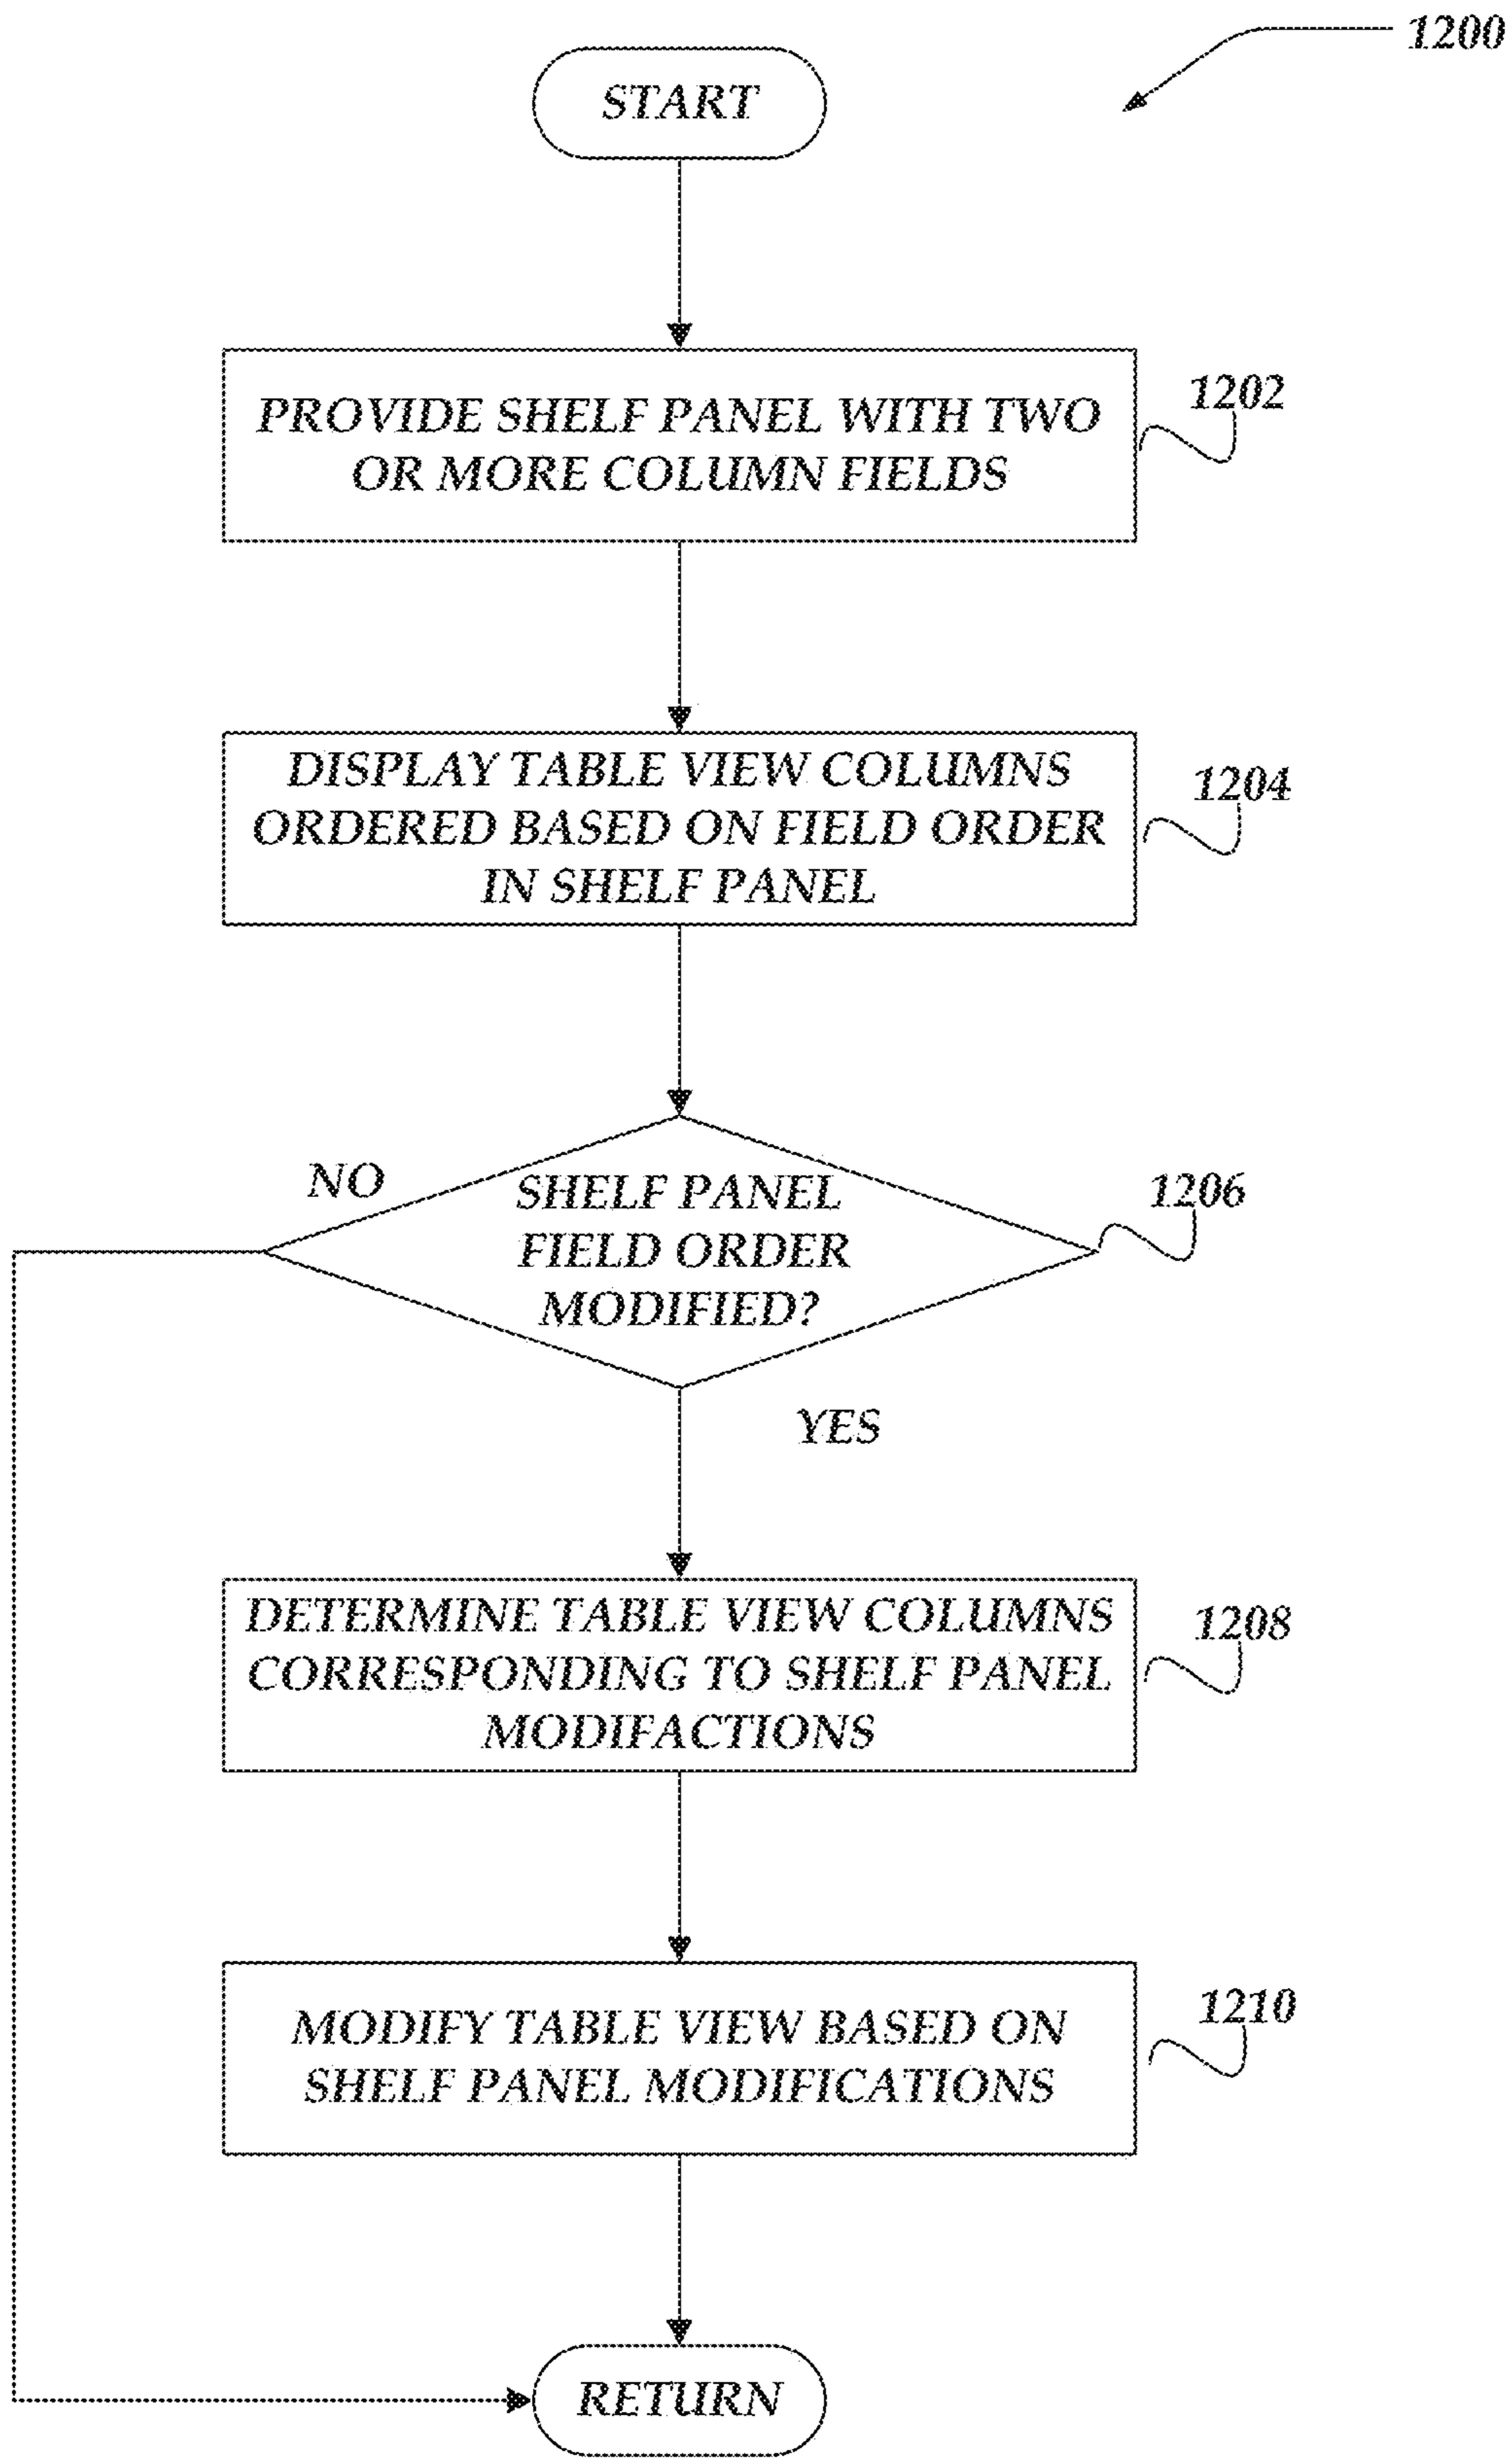 1200
START
PROVIDE SHELF PANEL WITH TWO
OR MORE COLUMN FIELDS
1202
DISPLAY TABLE VIEW COLUMNS
ORDERED BASED ON FIELD ORDER
IN SHELF PANEL
1204
NO
SHELF PANEL
FIELD ORDER
MODIFIED?
1206
YES
DETERMINE TABLE VIEW COLUMNS
CORRESPONDING TO SHELF PANEL
MODIFACTIONS
1208
MODIFY TABLE VIEW BASED ON
SHELF PANEL MODIFICATIONS
1210
RETURN